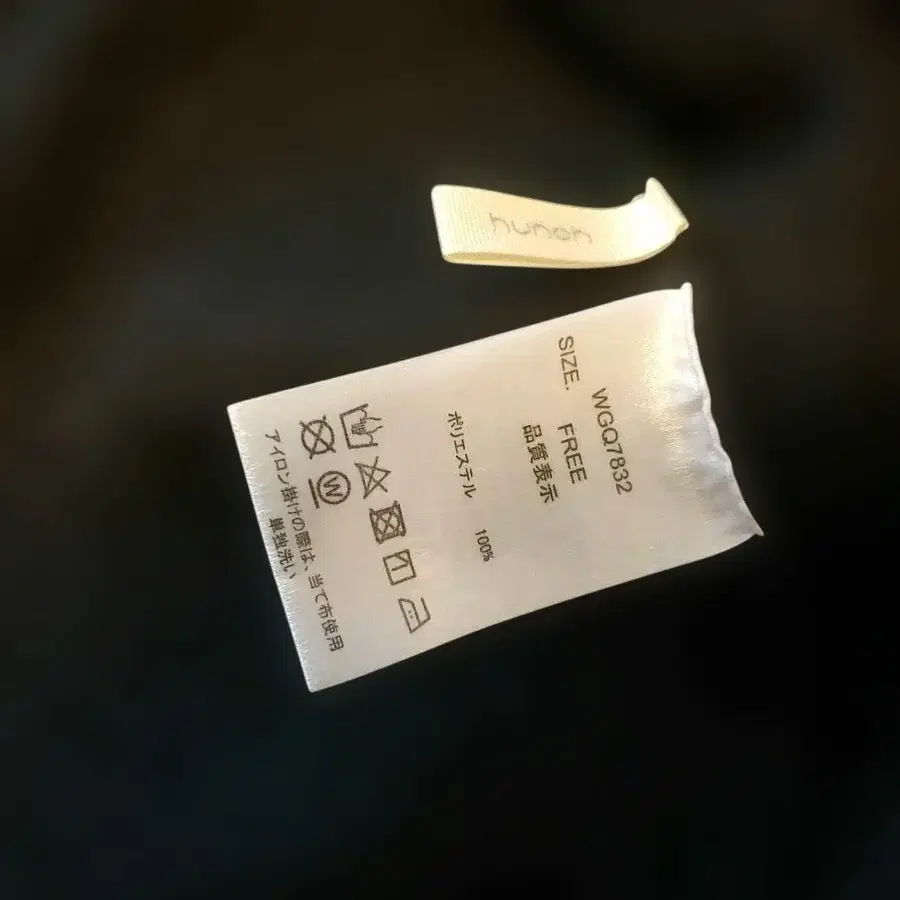 nunon
WGQ7832
SIZE. FREE
品質表示
ポリエステル 100%
W
アイロン掛けの際は、当て布使用
単独洗い